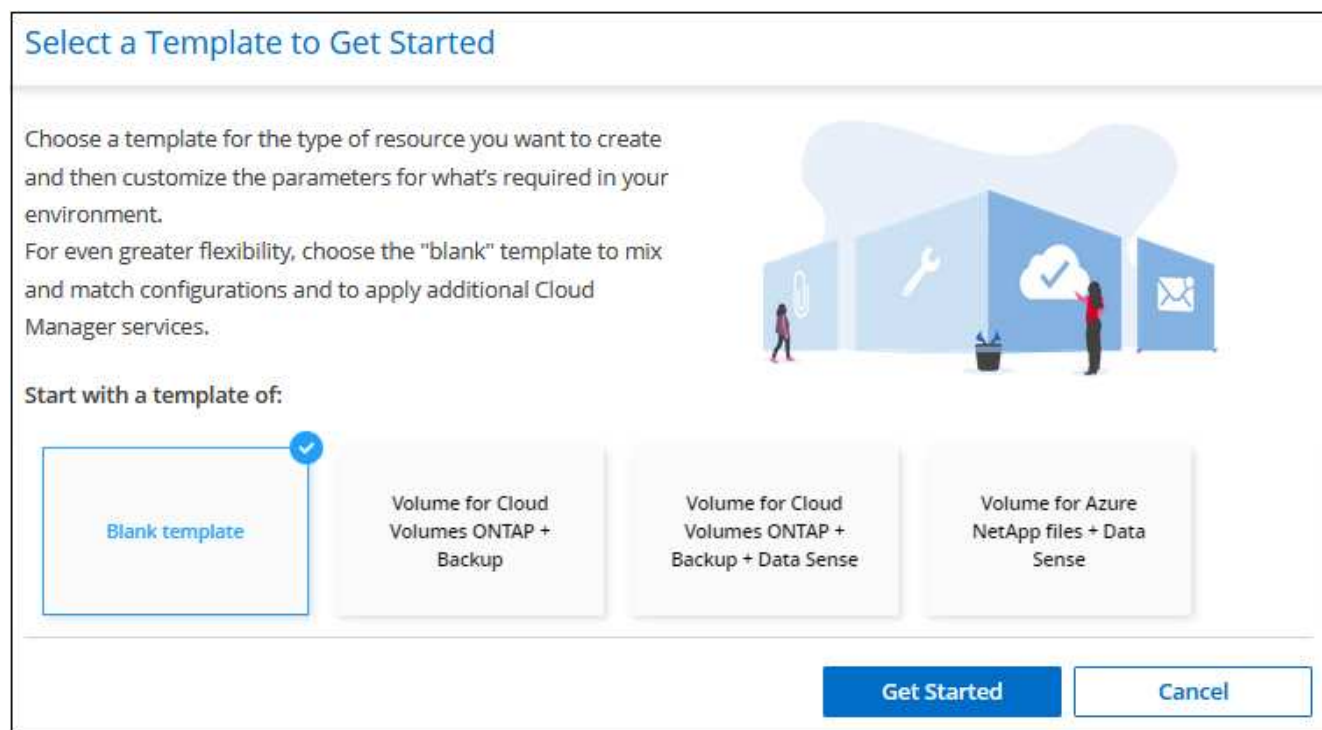 Select a Template to Get Started
Choose a template for the type of resource you want to create
and then customize the parameters for what's required in your
environment.
For even greater flexibility, choose the "blank" template to mix
and match configurations and to apply additional Cloud
Manager services.
Start with a template of:
Blank template
Volume for Cloud
Volumes ONTAP +
Backup
Volume for Cloud
Volumes ONTAP +
Backup + Data Sense
Volume for Azure
NetApp files + Data
Sense
Get Started
Cancel